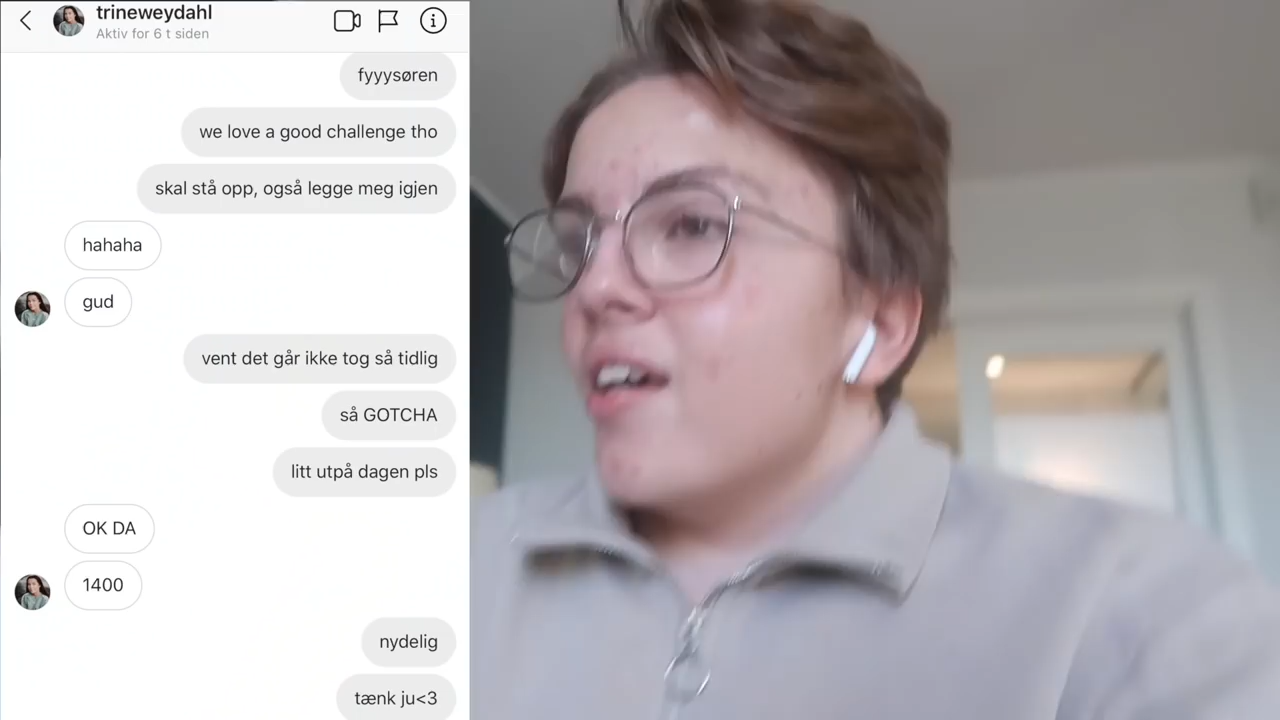 trineweydahl
Aktiv for 6 t siden
fyyysøren
we love a good challenge tho
skal stå opp, også legge meg igjen
hahaha
gud
vent det går ikke tog så tidlig
så GOTCHA
litt utpå dagen pls
OK DA
1400
nydelig
tænk ju<3